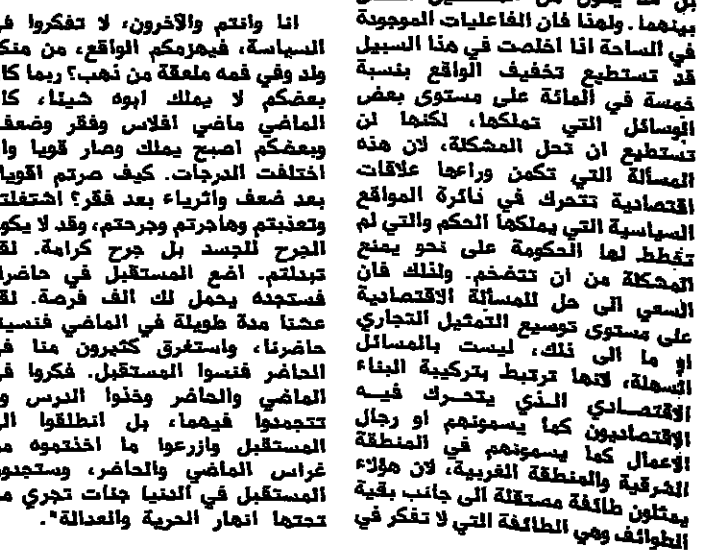 بينهما. ولهذا فان الفاعليات الموجودة
في الساحة اذا اخلصت في هذا السبيل
قد تستطيع تخفيف الواقع بنسبة
خمسة في المائة على مستوى بعض
الوسائل التي تملكها، لكنها لن
تستطيع ان تحل المشكلة، لان هذه
المسألة التي تكمن وراءها علاقات
اقتصادية تتحرك في دائرة المواقع
السياسية التي يملكها الحكم والتي لم
تخطط لها الحكومة على نحو يمنع
المشكلة من ان تتضخم. ولذلك فان
السعي الى حل للمسألة الاقتصادية
على مستوى توسيع التمثيل التجاري
او ما الى ذلك، ليست بالمسائل
السهلة، لانها ترتبط بتركيبة البناء
الاقتصادي الذي يتحرك فيه
الاقتصاديون كما يسمونهم او رجال
الاعمال كما يسمونهم في المنطقة
الشرقية والمنطقة الغربية، لان هؤلاء
يمثلون طائفة مستقلة الى جانب بقية
الطوائف وهي الطائفة التي لا تفكر في
انا وانتم والآخرون، لا تفكروا في
السياسة، فيهزمكم الواقع، من منكم
ولد وفي فمه ملعقة من ذهب؟ ربما كان
بعضكم لا يملك ابوه شيئا، كان
الماضي ماضي افلاس وفقر وضعف
وبعضكم اصبح يملك وصار قويا وان
اختلفت الدرجات. كيف صرتم اقوياء
بعد ضعف واثرياء بعد فقر؟ اشتغلتم
وتعذبتم وهاجرتم وجرحتم، وقد لا يكون
الجرح للجسد بل جرح كرامة. لقد
تبدلتم. اضع المستقبل في حاضرك
فستجده يحمل لك الف فرصة. لقد
عشنا مدة طويلة في الماضي فنسينا
حاضرنا، واستغرق كثيرون منا في
الحاضر فنسوا المستقبل. فكروا في
الماضي والحاضر وخذوا الدرس ولا
تتجمدوا فيهما، بل انطلقوا الى
المستقبل وازرعوا ما اخذتموه من
غراس الماضي والحاضر، وستجدون
المستقبل في الدنيا جنات تجري من
تحتها انهار الحرية والعدالة".